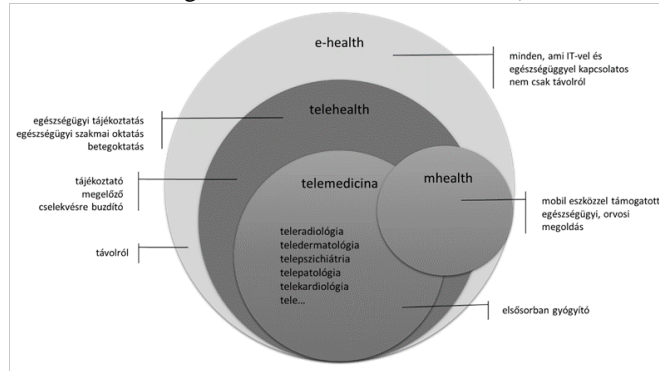 e-health
minden, ami IT-vel és
egészségüggyel kapcsolatos
nem csak távolról
telehealth
egészségügyi tájékoztatás
egészségügyi szakmai oktatás
betegoktatás
telemedicina
mhealth
tájékoztató
megelőző
cselekvésre buzdító
mobil eszközzel támogatott
egészségügyi, orvosi
megoldás
teleradiológia
teledermatológia
telepszichiátria
telepatológia
telekardiológia
tele...
távolról
elsősorban gyógyító